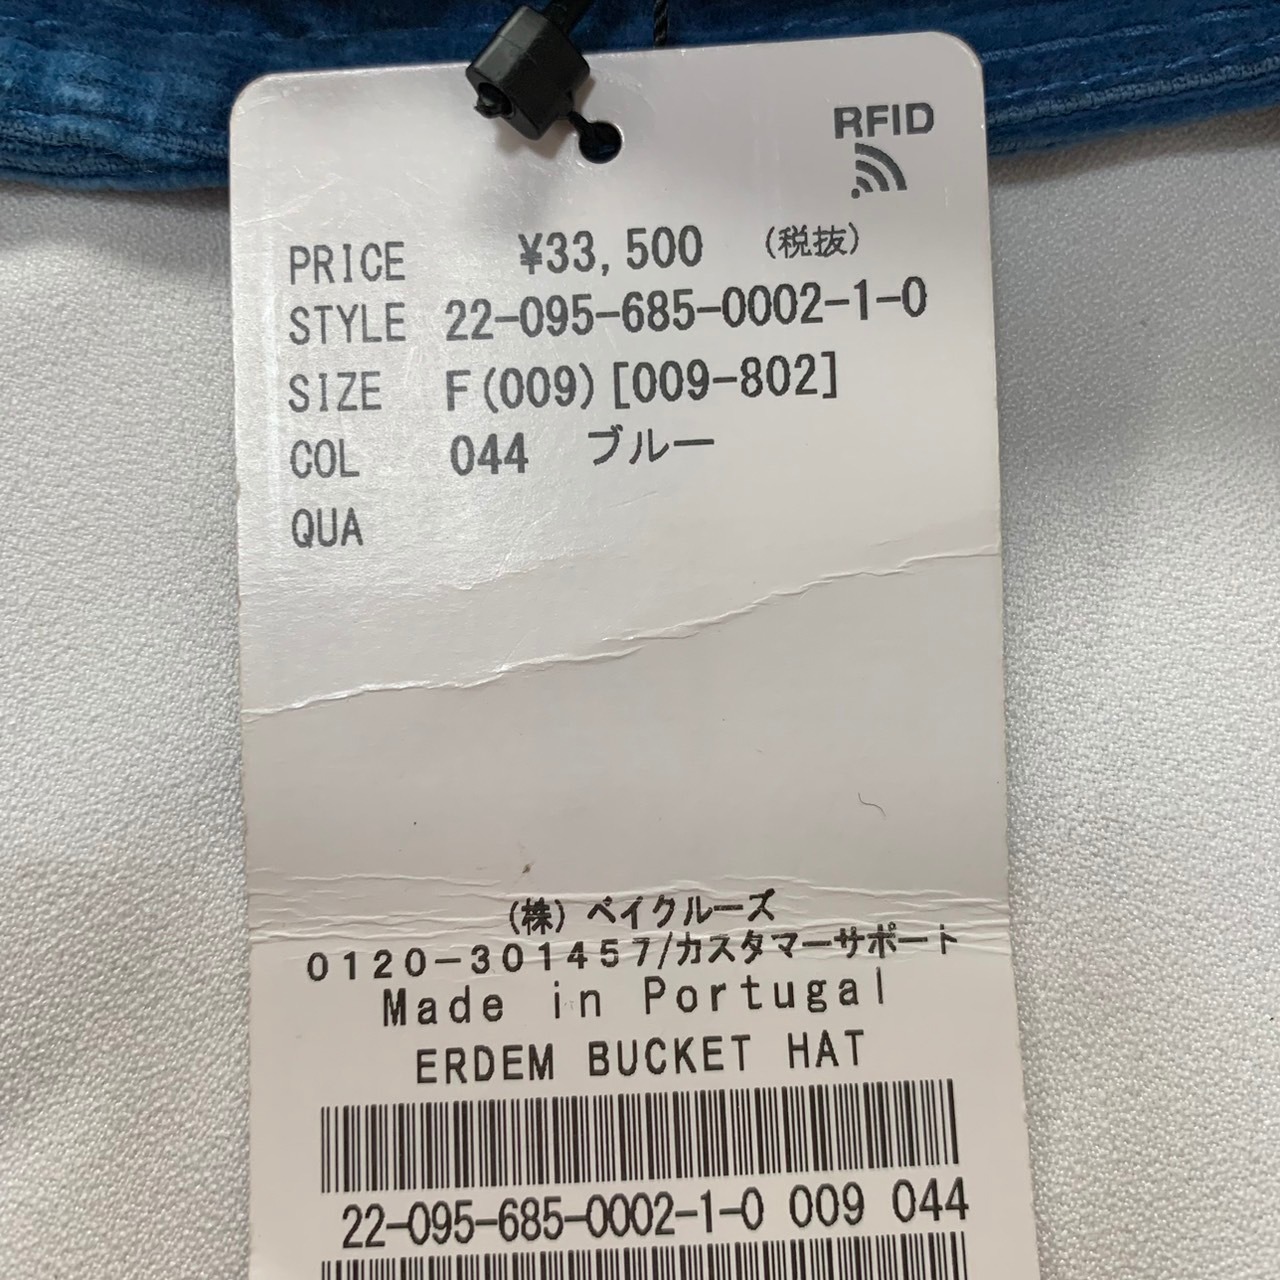 RFID
PRICE ¥33,500 (税抜)
STYLE 22-095-685-0002-1-0
SIZE F(009)[009-802]
COL 044 ブルー
QUA
(株)ベイクルーズ
0120-301457/カスタマーサポート
Made in Portugal
ERDEM BUCKET HAT
22-095-685-0002-1-0 009 044